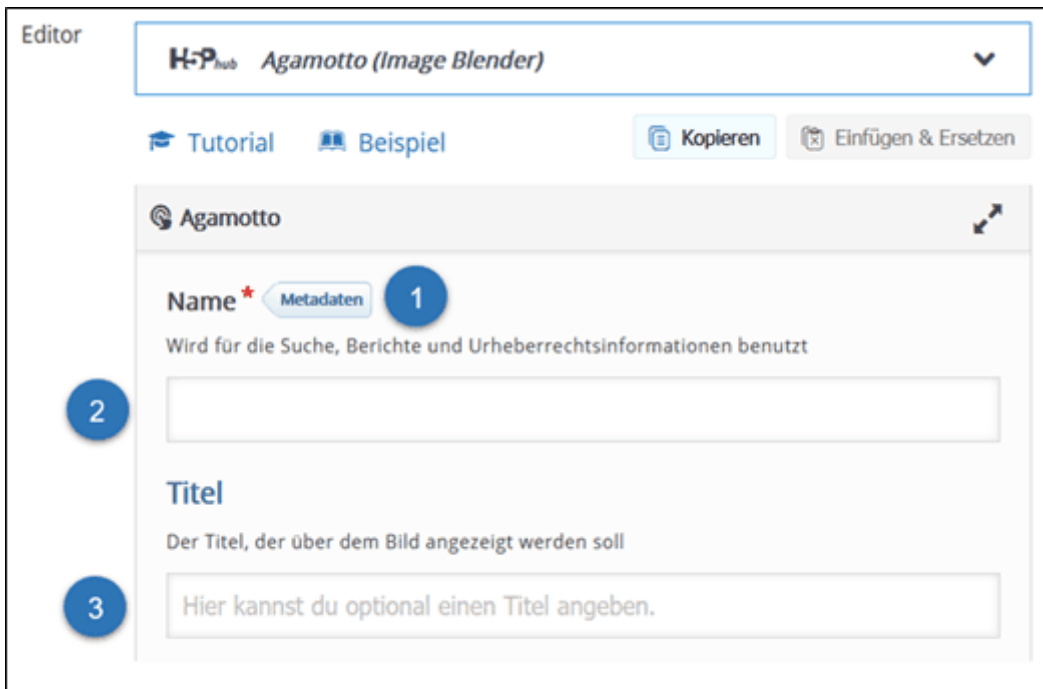 Editor
H5Phub Agamotto (Image Blender)
Tutorial Beispiel Kopieren Einfügen & Ersetzen
Agamotto
Name * Metadaten 1
Wird für die Suche, Berichte und Urheberrechtsinformationen benutzt
2
Titel
Der Titel, der über dem Bild angezeigt werden soll
3 Hier kannst du optional einen Titel angeben.